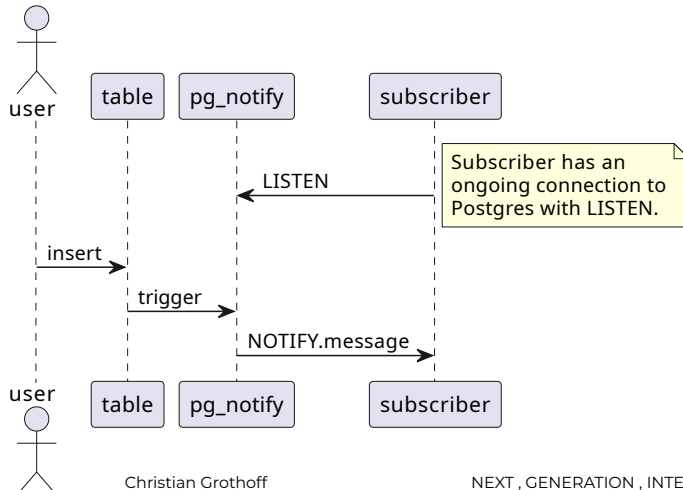 user
table
pg_notify
subscriber
Subscriber has an
ongoing connection to
Postgres with LISTEN.
LISTEN
insert
trigger
NOTIFY.message
user
table
pg_notify
subscriber
Christian Grothoff
NEXT , GENERATION , INTE